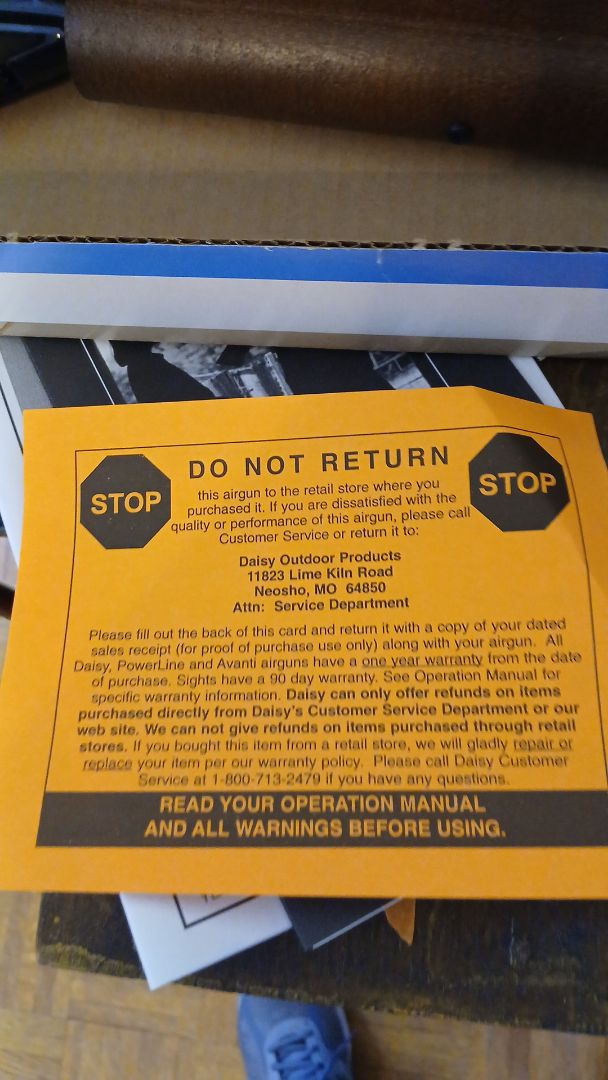 STOP
DO NOT RETURN
STOP
this airgun to the retail store where you
purchased it. If you are dissatisfied with the
quality or performance of this airgun, please call
Customer Service or return it to:
Daisy Outdoor Products
11823 Lime Kiln Road
Neosho, MO 64850
Attn: Service Department
Please fill out the back of this card and return it with a copy of your dated
sales receipt (for proof of purchase use only) along with your airgun. All
Daisy, PowerLine and Avanti airguns have a one year warranty from the date
of purchase. Sights have a 90 day warranty. See Operation Manual for
specific warranty information. Daisy can only offer refunds on items
purchased directly from Daisy's Customer Service Department or our
web site. We can not give refunds on items purchased through retail
stores. If you bought this item from a retail store, we will gladly repair or
replace your item per our warranty policy. Please call Daisy Customer
Service at 1-800-713-2479 if you have any questions.
READ YOUR OPERATION MANUAL
AND ALL WARNINGS BEFORE USING.